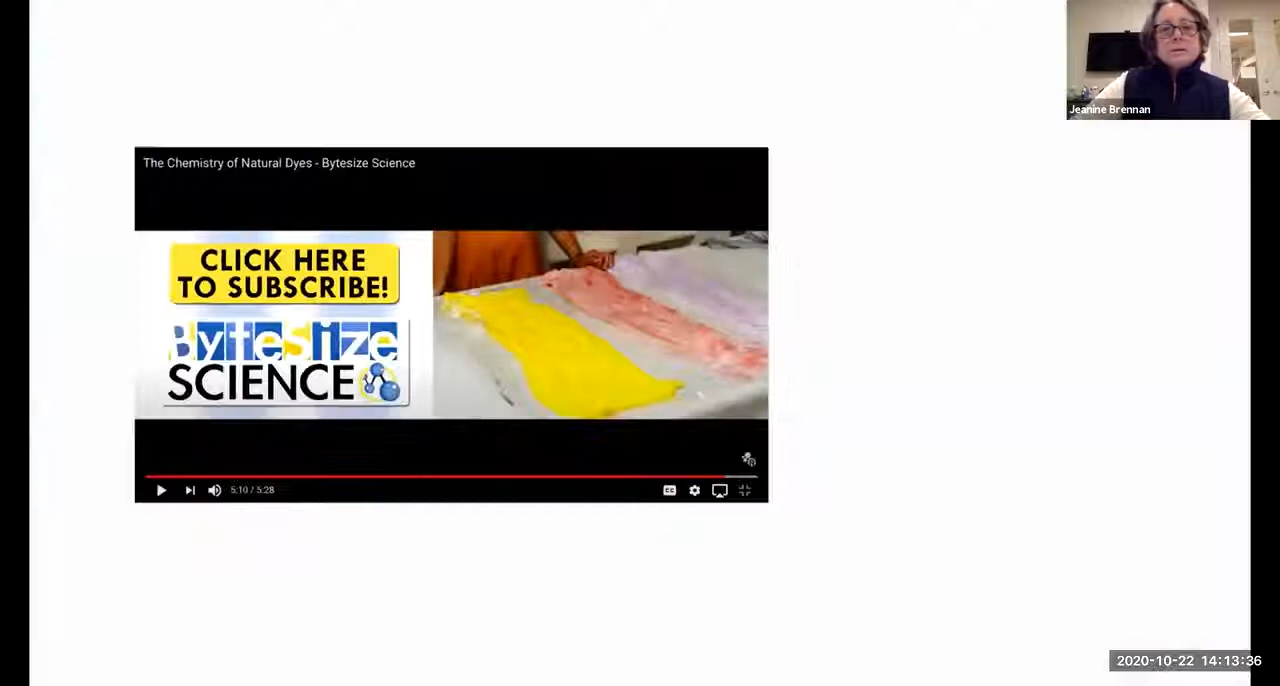 Jeanine Brennan
The Chemistry of Natural Dyes - Bytesize Science
CLICK HERE
TO SUBSCRIBE!
ByteSize
SCIENCE
5:10 / 5:28
CC
2020-10-22 14:13:36